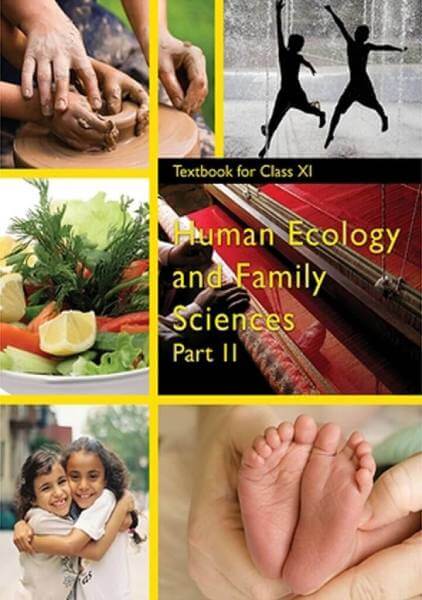 Textbook for Class XI
Human Ecology
and Family
Sciences
Part II